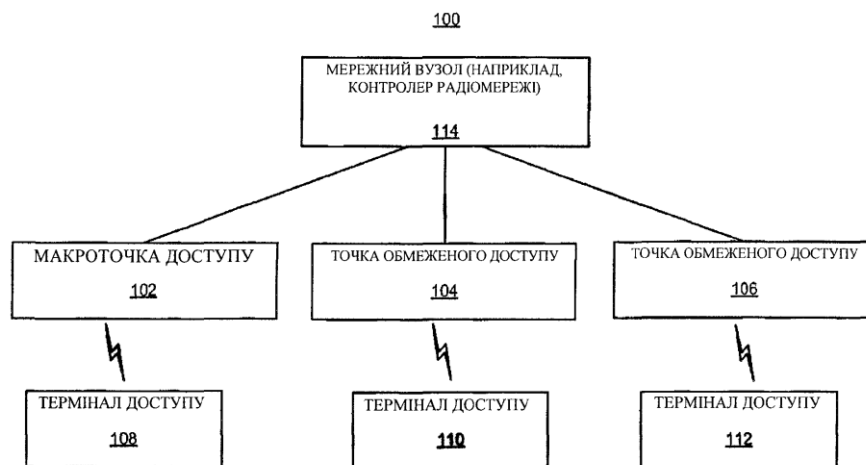 100
МЕРЕЖНИЙ ВУЗОЛ (НАПРИКЛАД,
КОНТРОЛЕР РАДІОМЕРЕЖІ)
114
МАКРОТОЧКА ДОСТУПУ
102
ТОЧКА ОБМЕЖЕНОГО ДОСТУПУ
104
ТОЧКА ОБМЕЖЕНОГО ДОСТУПУ
106
ТЕРМІНАЛ ДОСТУПУ
108
ТЕРМІНАЛ ДОСТУПУ
110
ТЕРМІНАЛ ДОСТУПУ
112